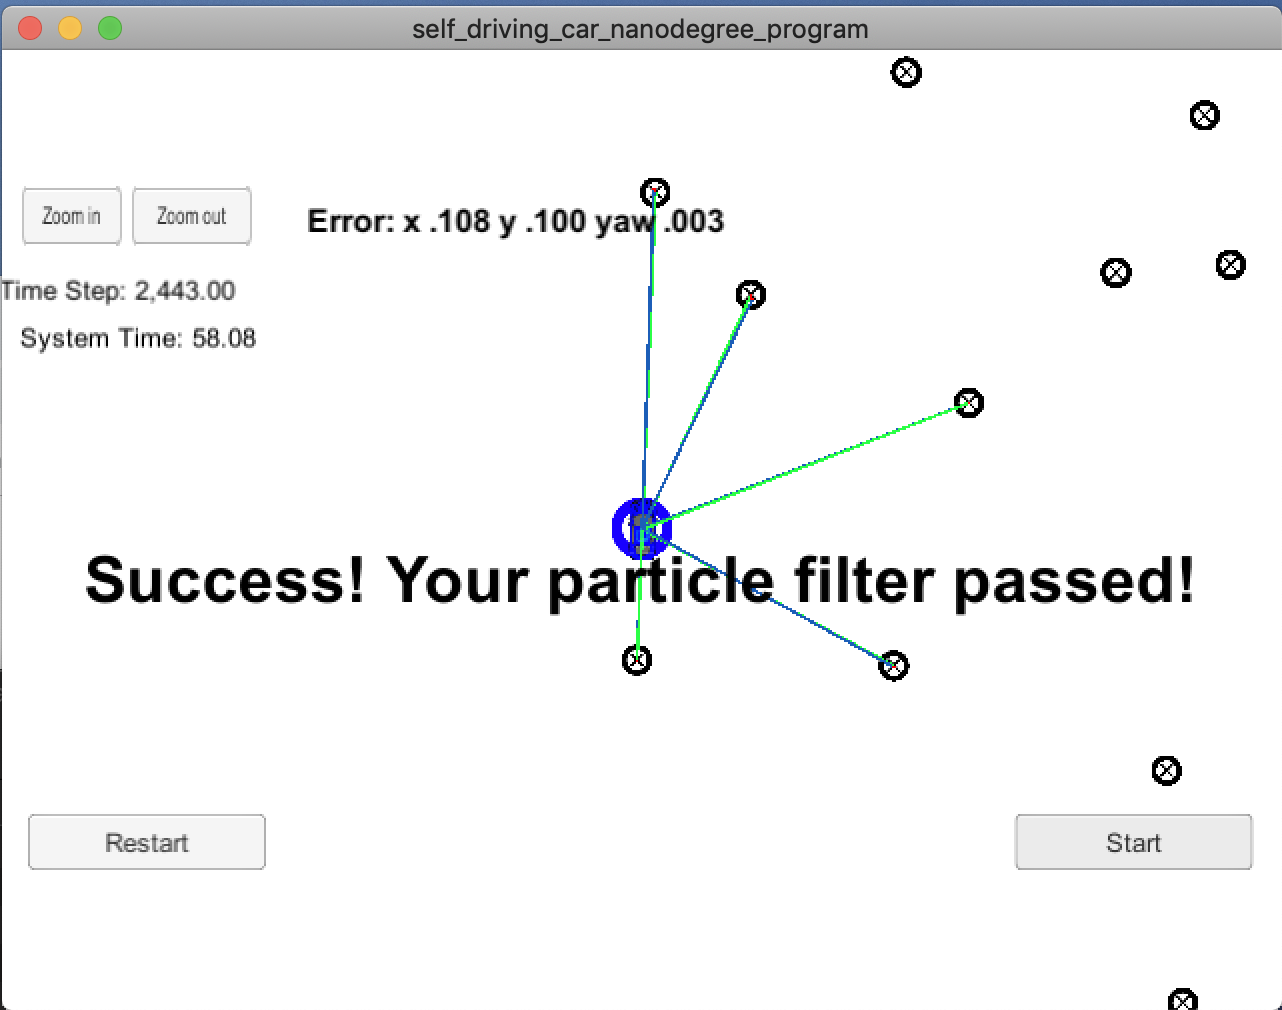 self_driving_car_nanodegree_program
Zoom in
Zoom out
Error: x .108 y .100 yaw .003
Time Step: 2,443.00
System Time: 58.08
Success! Your particle filter passed!
Restart
Start